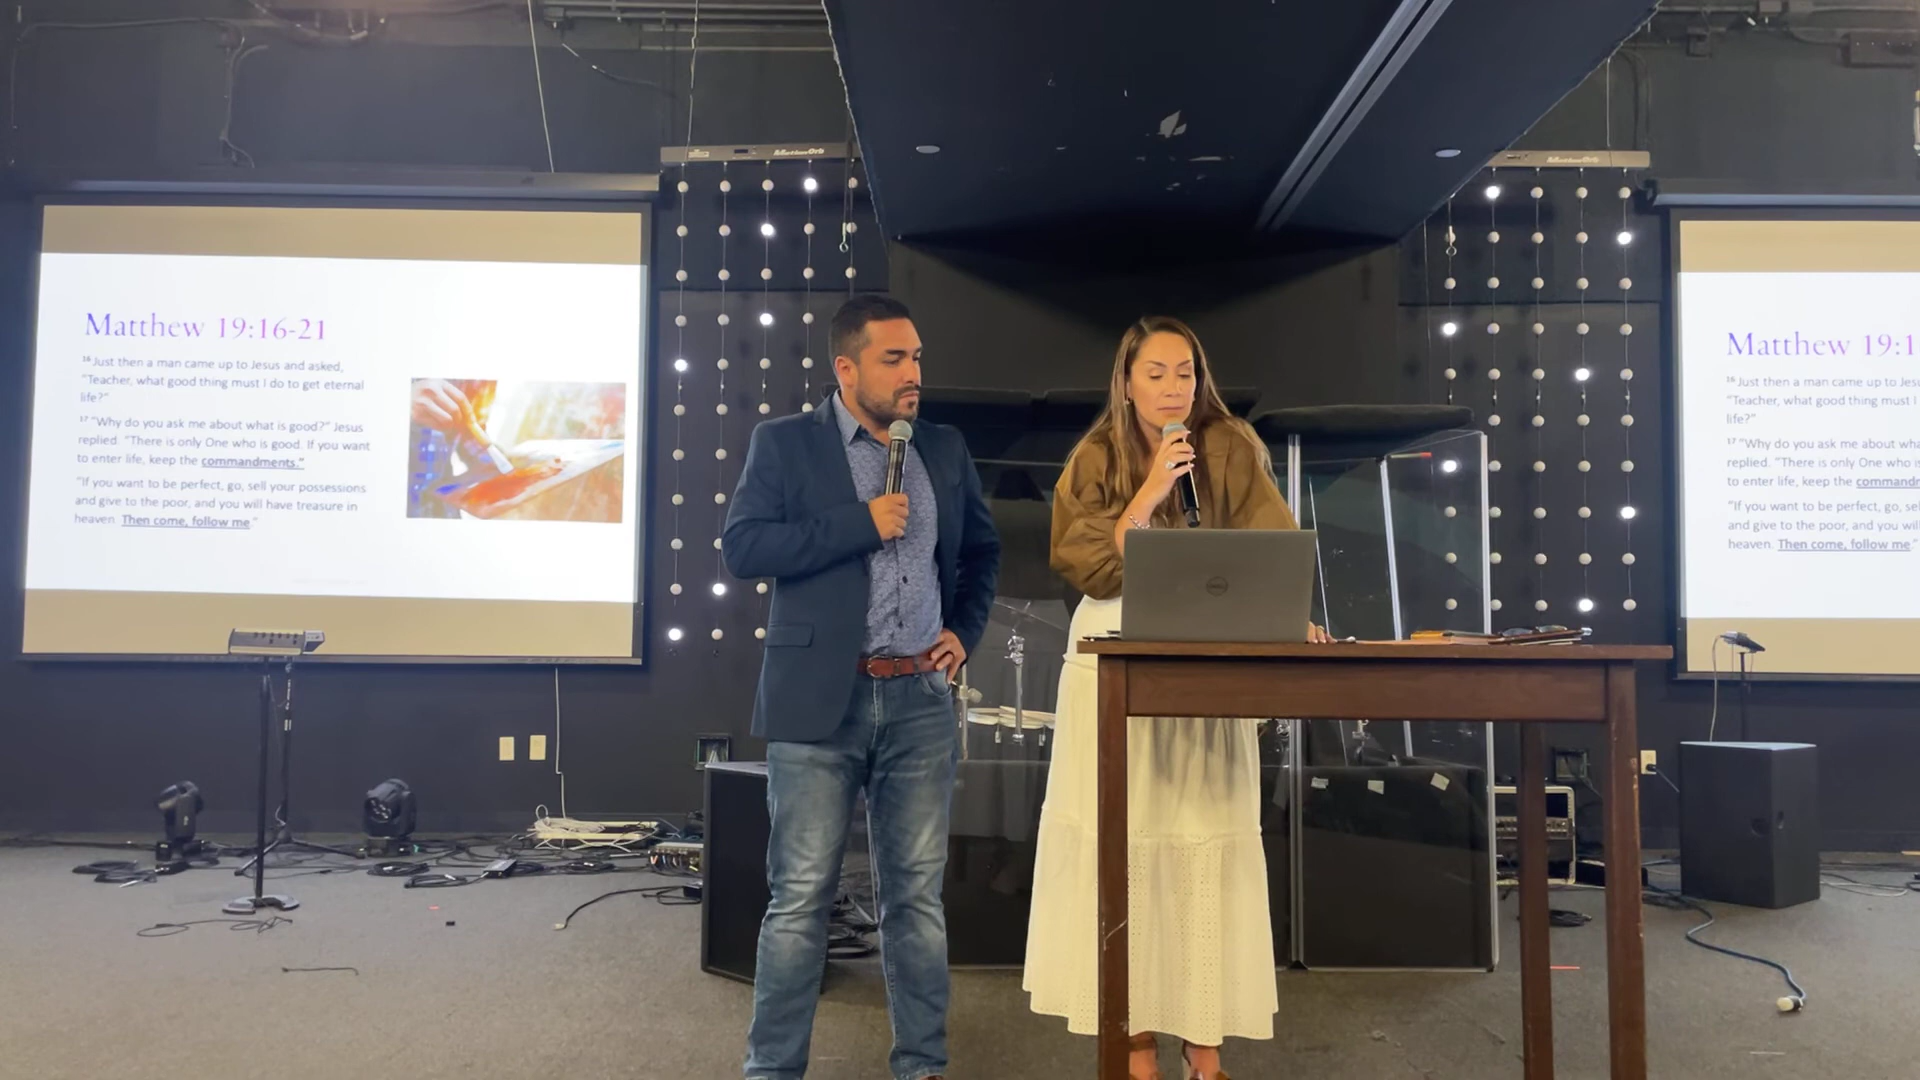 Matthew 19:16-21
16 Just then a man came up to Jesus and asked,
"Teacher, what good thing must I do to get eternal
life?"
17 "Why do you ask me about what is good?" Jesus
replied. "There is only One who is good. If you want
to enter life, keep the commandments."
"If you want to be perfect, go, sell your possessions
and give to the poor, and you will have treasure in
heaven. Then come, follow me."
DELL
Matthew 19:1
16 Just then a man came up to Jesu
"Teacher, what good thing must I
life?"
17 "Why do you ask me about wha
replied. "There is only One who is
to enter life, keep the command
"If you want to be perfect, go, sel
and give to the poor, and you will
heaven. Then come, follow me."